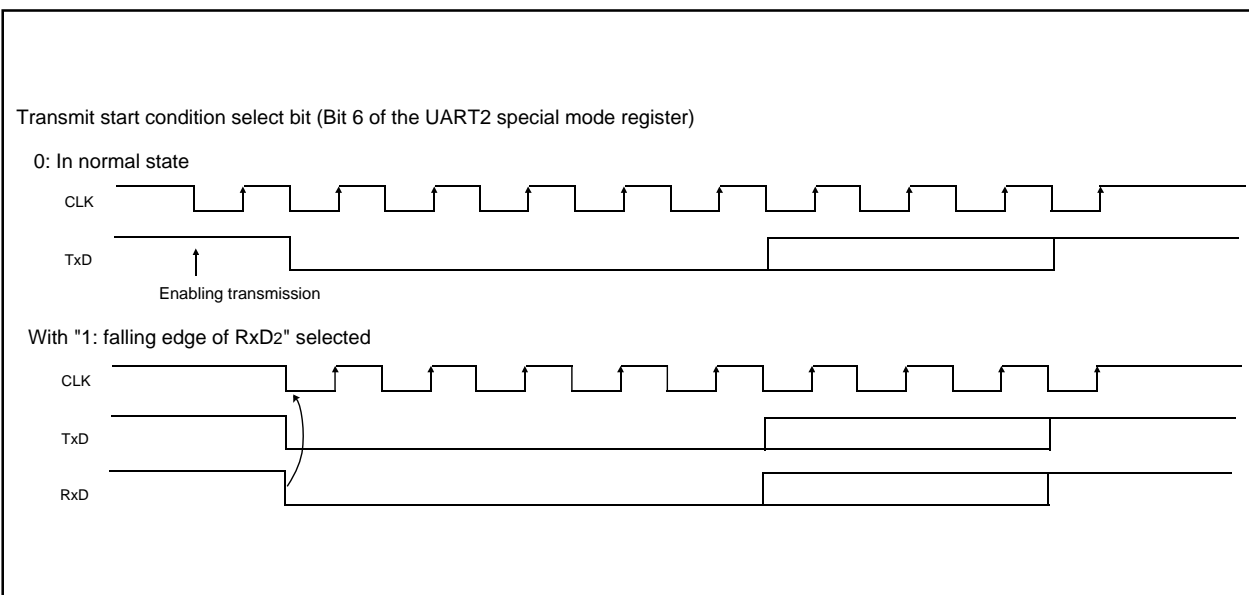 Transmit start condition select bit (Bit 6 of the UART2 special mode register)
0: In normal state
CLK
TxD
Enabling transmission
With "1: falling edge of RxD2" selected
CLK
TxD
RxD